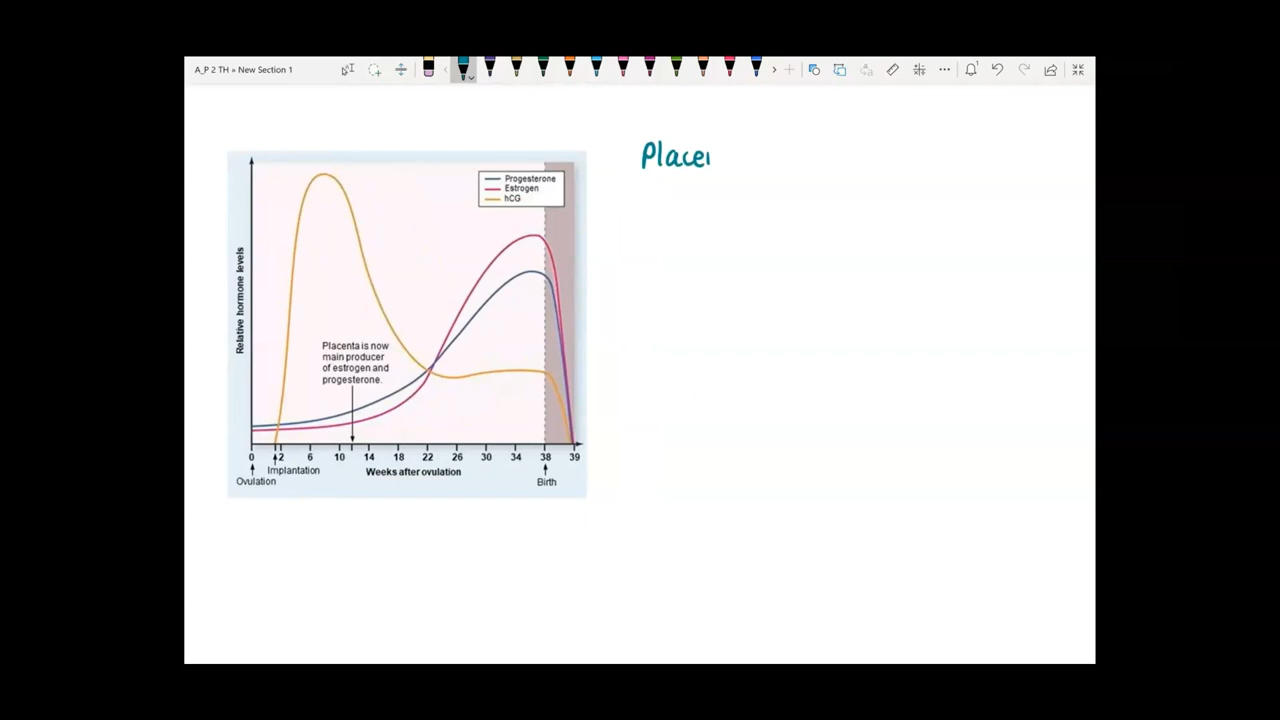 A_P 2 TH » New Section 1
Placen
Progesterone
Estrogen
hCG
Relative hormone levels
Placenta is now
main producer
of estrogen and
progesterone.
0 2 6 10 14 18 22 26 30 34 38 39
Implantation
Weeks after ovulation
Ovulation
Birth